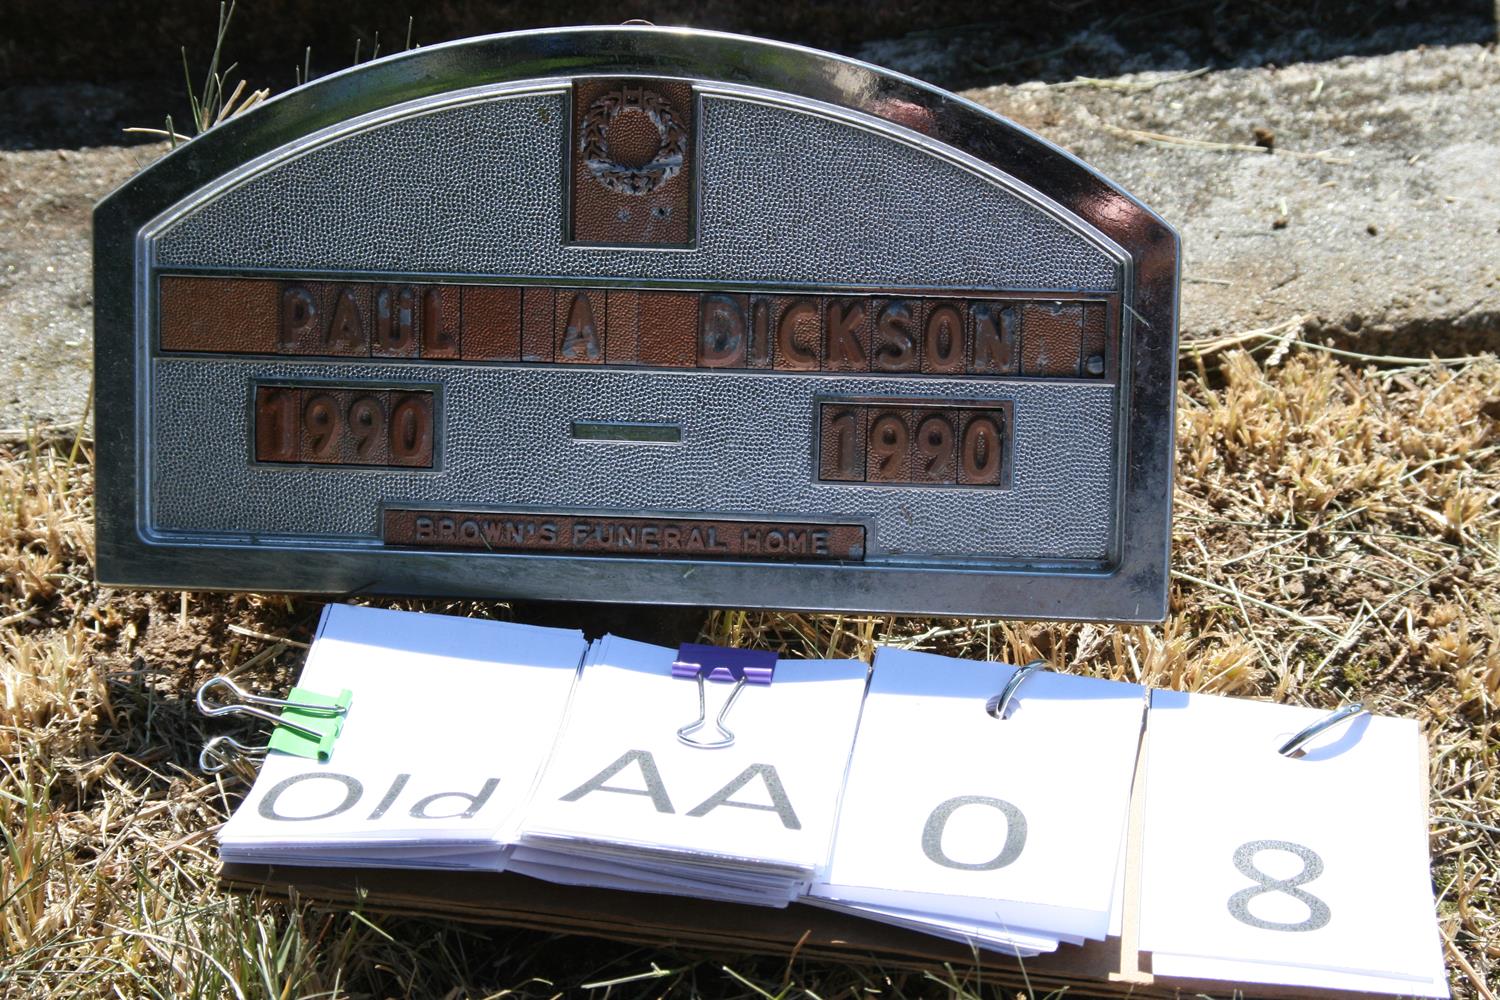 PAUL A DICKSON
1990 1990
BROWN'S FUNERAL HOME
Old AA 0 8